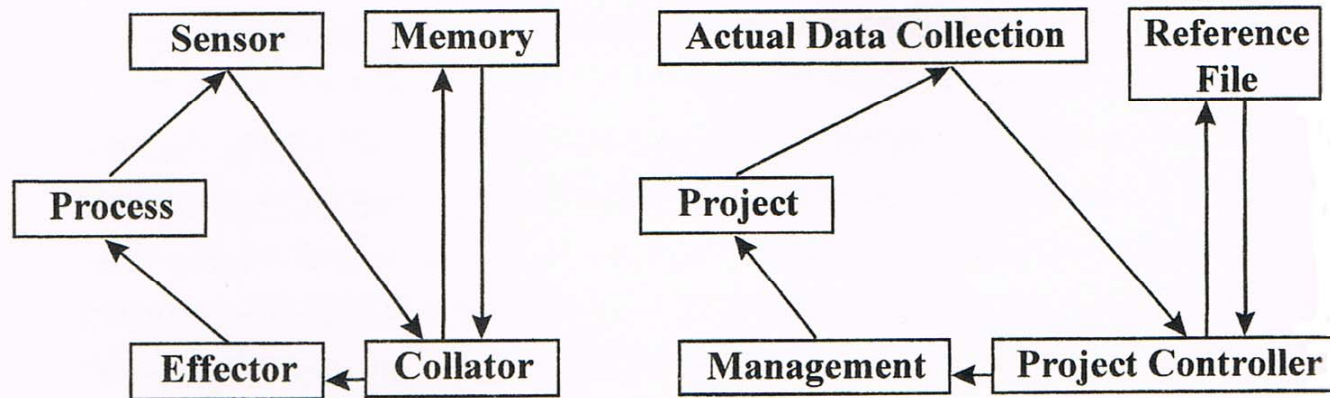 Sensor
Memory
Process
Effector
Collator
Actual Data Collection
Reference
File
Project
Management
Project Controller